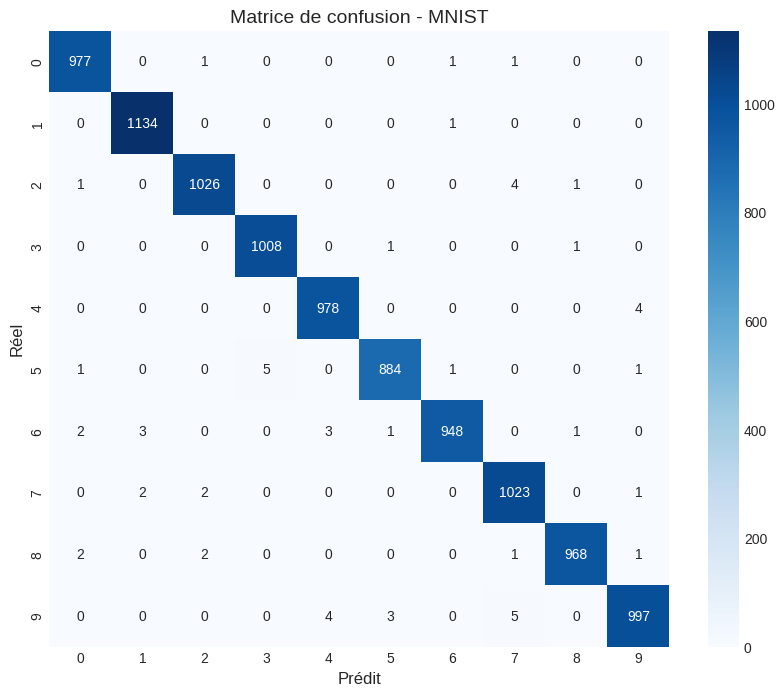 Matrice de confusion - MNIST
0 977 0 1 0 0 0 1 1 0 0
1 0 1134 0 0 0 0 1 0 0 0
2 1 0 1026 0 0 0 0 4 1 0
3 0 0 0 1008 0 1 0 0 1 0
4 0 0 0 0 978 0 0 0 0 4
5 1 0 0 5 0 884 1 0 0 1
6 2 3 0 0 3 1 948 0 1 0
7 0 2 2 0 0 0 0 1023 0 1
8 2 0 2 0 0 0 0 1 968 1
9 0 0 0 0 4 3 0 5 0 997
0 1 2 3 4 5 6 7 8 9
Réel
Prédit
1000
800
600
400
200
0